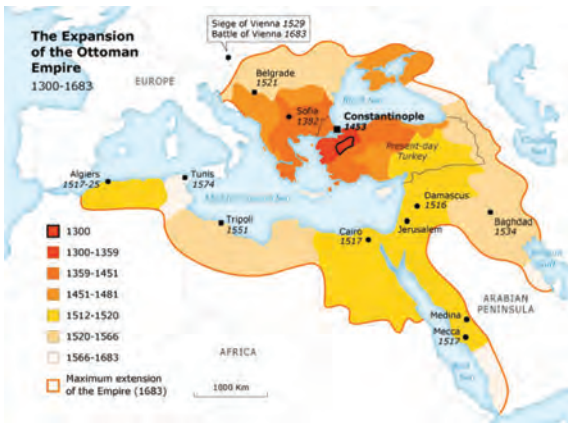 The Expansion
of the Ottoman
Empire
1300-1683
Siege of Vienna 1529
Battle of Vienna 1683
EUROPE
Belgrade
1521
Black Sea
Sofia
1382
Constantinople
1453
Present-day
Turkey
Algiers
1517-25
Tunis
1574
Mediterranean Sea
Tripoli
1551
Damascus
1516
Jerusalem
Cairo
1517
Baghdad
1534
ARABIAN
PENINSULA
Medina
Mecca
1517
Red
Sea
AFRICA
1300
1300-1359
1359-1451
1451-1481
1512-1520
1520-1566
1566-1683
Maximum extension
of the Empire (1683)
1000 Km